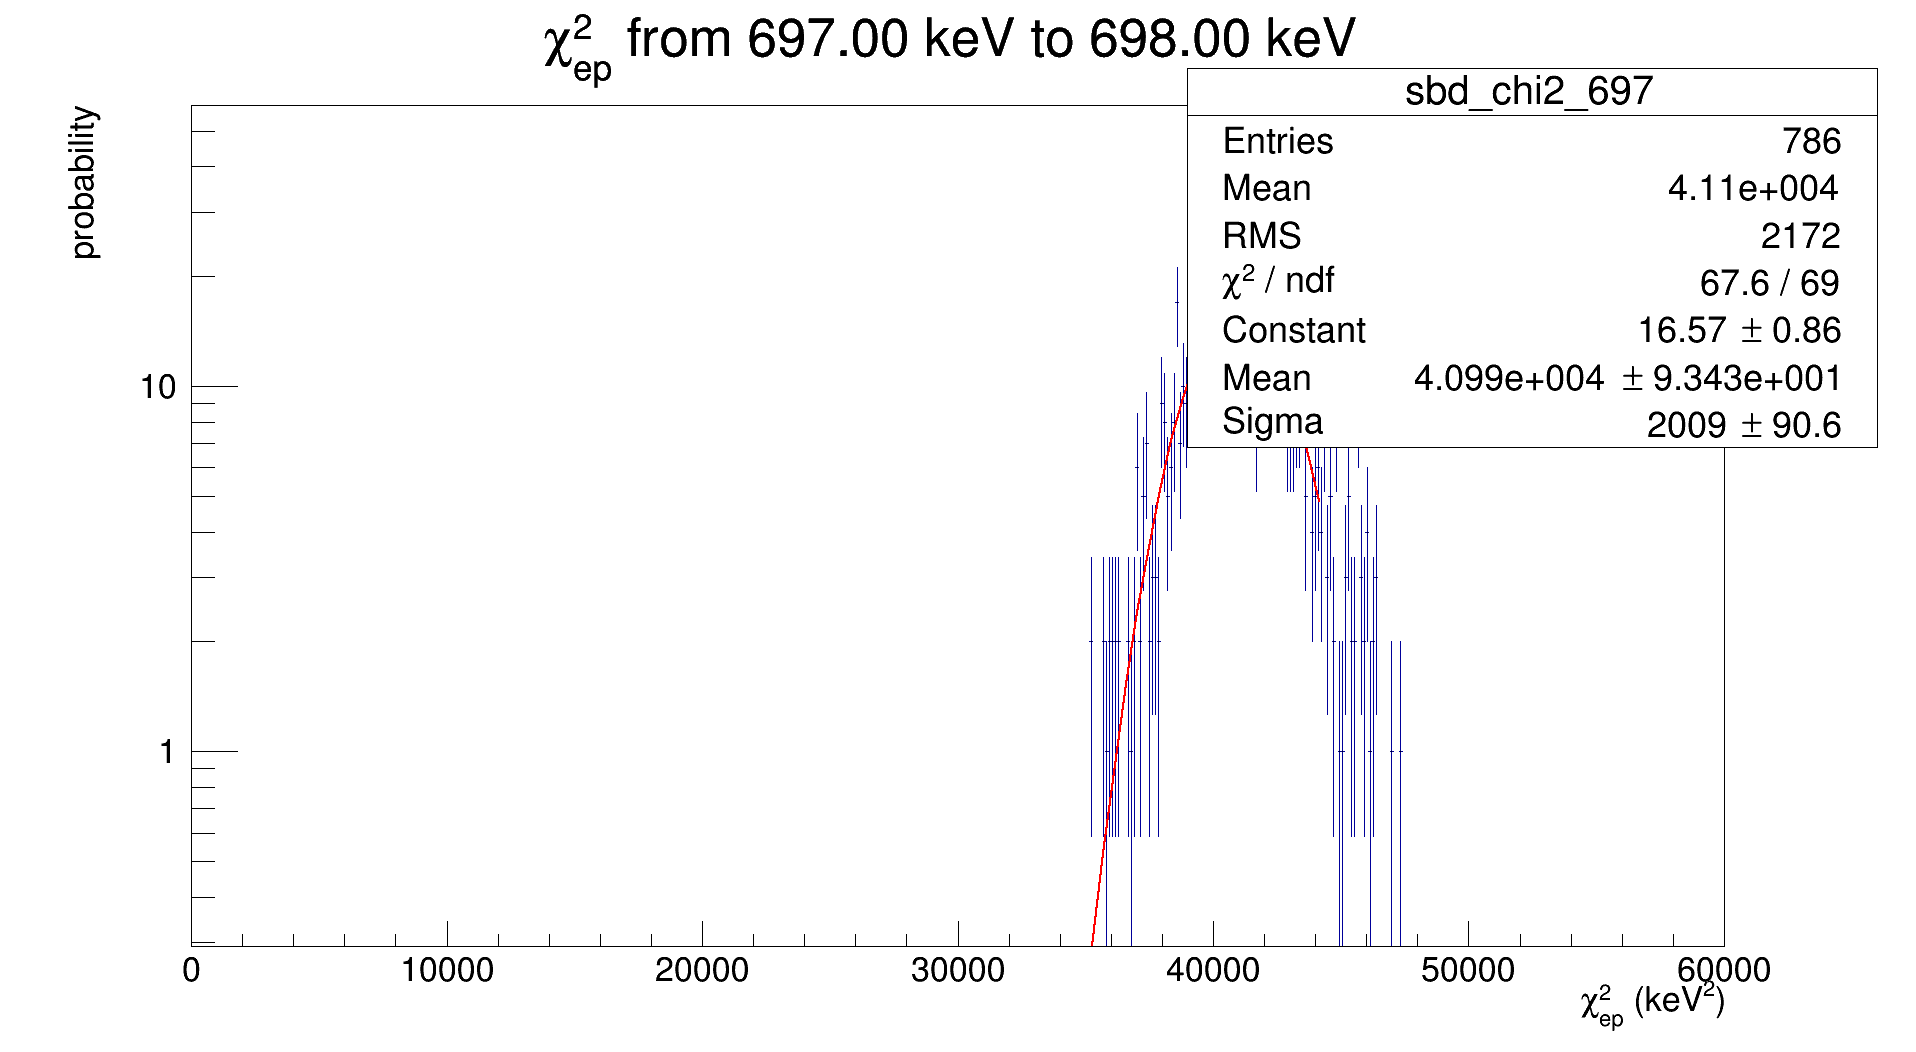 χ²ep from 697.00 keV to 698.00 keV
probability
sbd_chi2_697
Entries 786
Mean 4.11e+004
RMS 2172
χ² / ndf 67.6 / 69
Constant 16.57 ± 0.86
Mean 4.099e+004 ± 9.343e+001
Sigma 2009 ± 90.6
10
1
0 10000 20000 30000 40000 50000 60000
χ²ep (keV²)